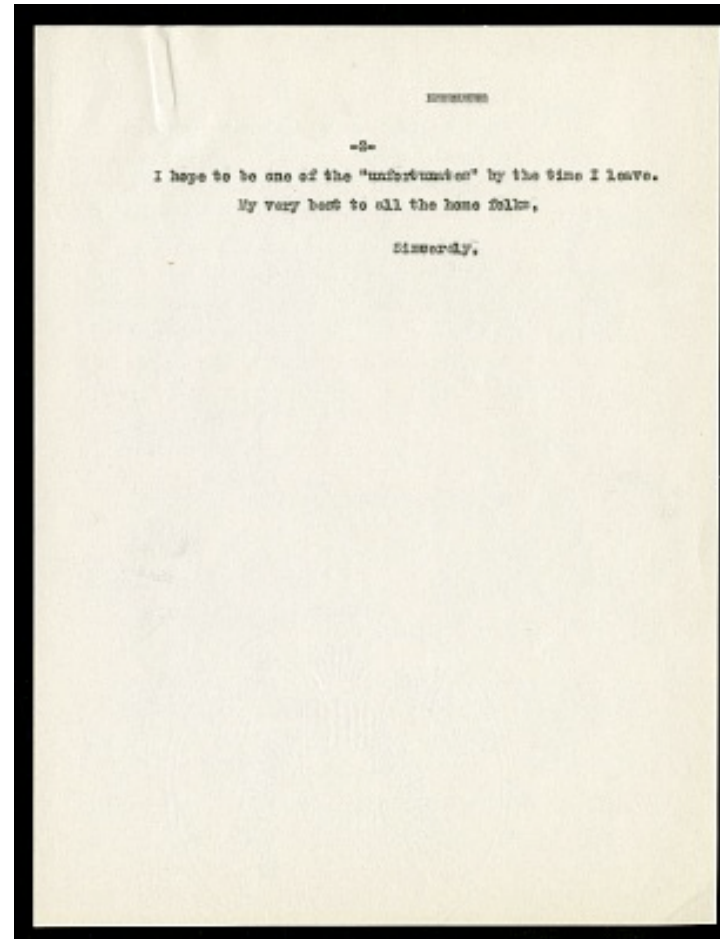 -2-
I hope to be one of the "unfortunates" by the time I leave.
My very best to all the home folks,
Sincerely,